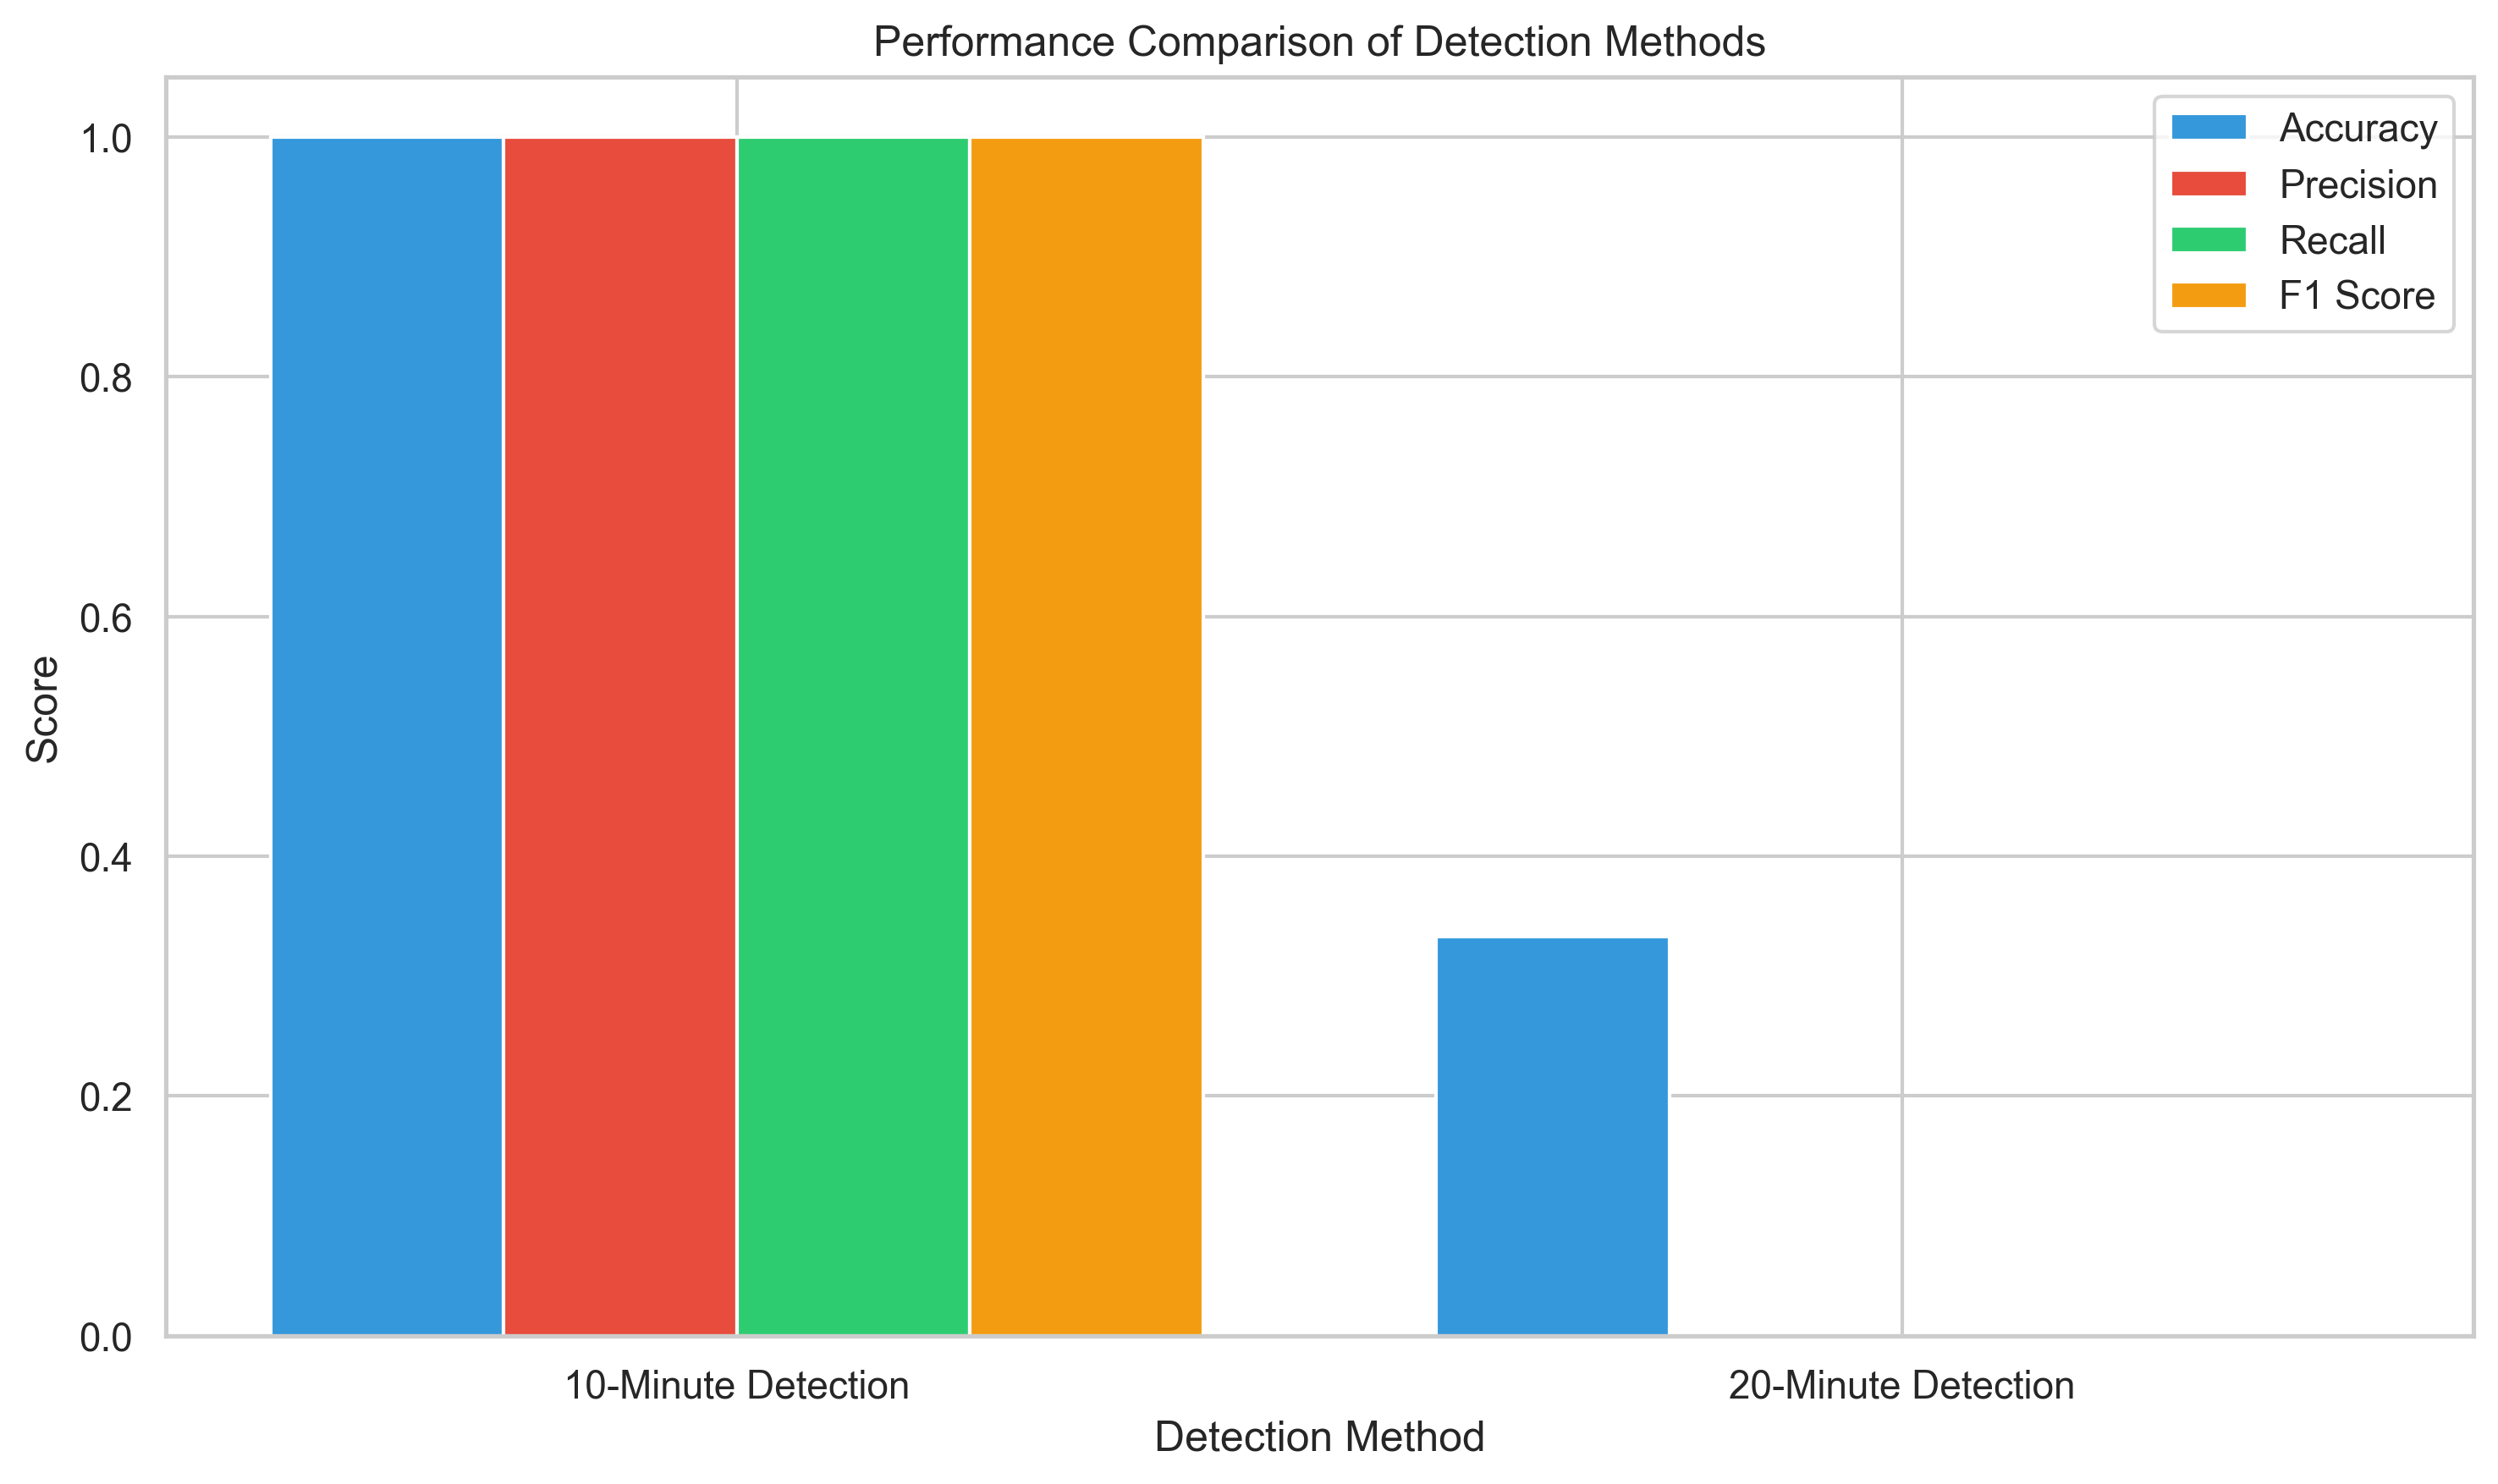 Performance Comparison of Detection Methods
Accuracy
Precision
Recall
F1 Score
1.0
0.8
0.6
0.4
0.2
0.0
Score
10-Minute Detection
20-Minute Detection
Detection Method